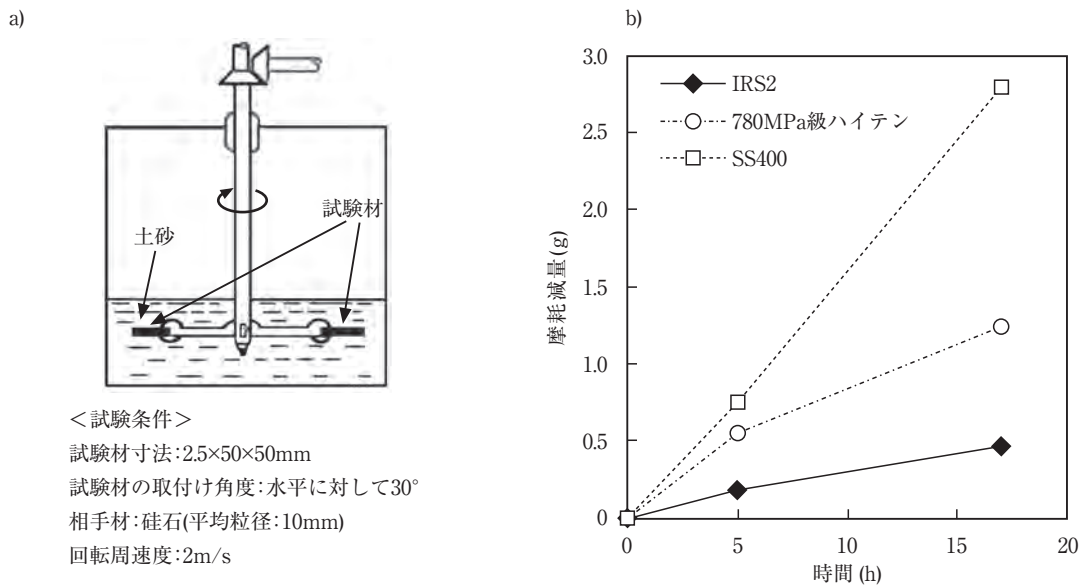 a)
土砂
試験材
＜試験条件＞
試験材寸法：2.5×50×50mm
試験材の取付け角度：水平に対して30°
相手材：硅石(平均粒径：10mm)
回転周速度：2m/s
b)
摩耗減量(g)
3.0
2.5
2.0
1.5
1.0
0.5
0
IRS2
780MPa級ハイテン
SS400
0
5
10
15
20
時間 (h)